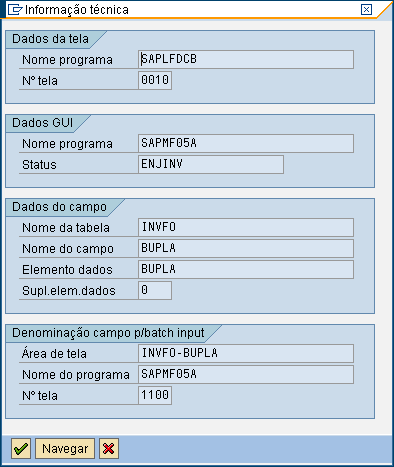 Informação técnica
Dados da tela
Nome programa SAPLFDCB
Nº tela 0010
Dados GUI
Nome programa SAPMF05A
Status ENJINV
Dados do campo
Nome da tabela INVFO
Nome do campo BUPLA
Elemento dados BUPLA
Supl.elem.dados 0
Denominação campo p/batch input
Área de tela INVFO-BUPLA
Nome do programa SAPMF05A
Nº tela 1100
Navegar